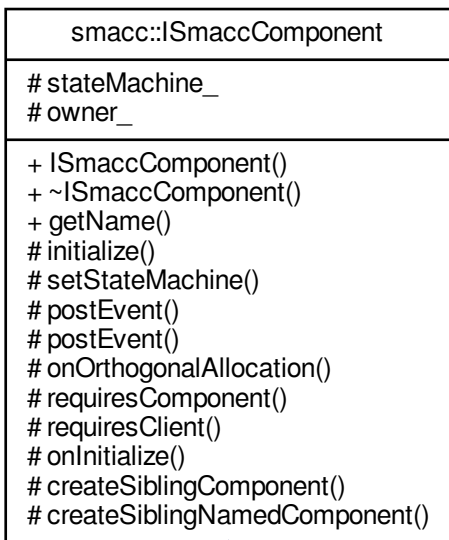 smacc::ISmaccComponent
# stateMachine_
# owner_
+ ISmaccComponent()
+ ~ISmaccComponent()
+ getName()
# initialize()
# setStateMachine()
# postEvent()
# postEvent()
# onOrthogonalAllocation()
# requiresComponent()
# requiresClient()
# onInitialize()
# createSiblingComponent()
# createSiblingNamedComponent()